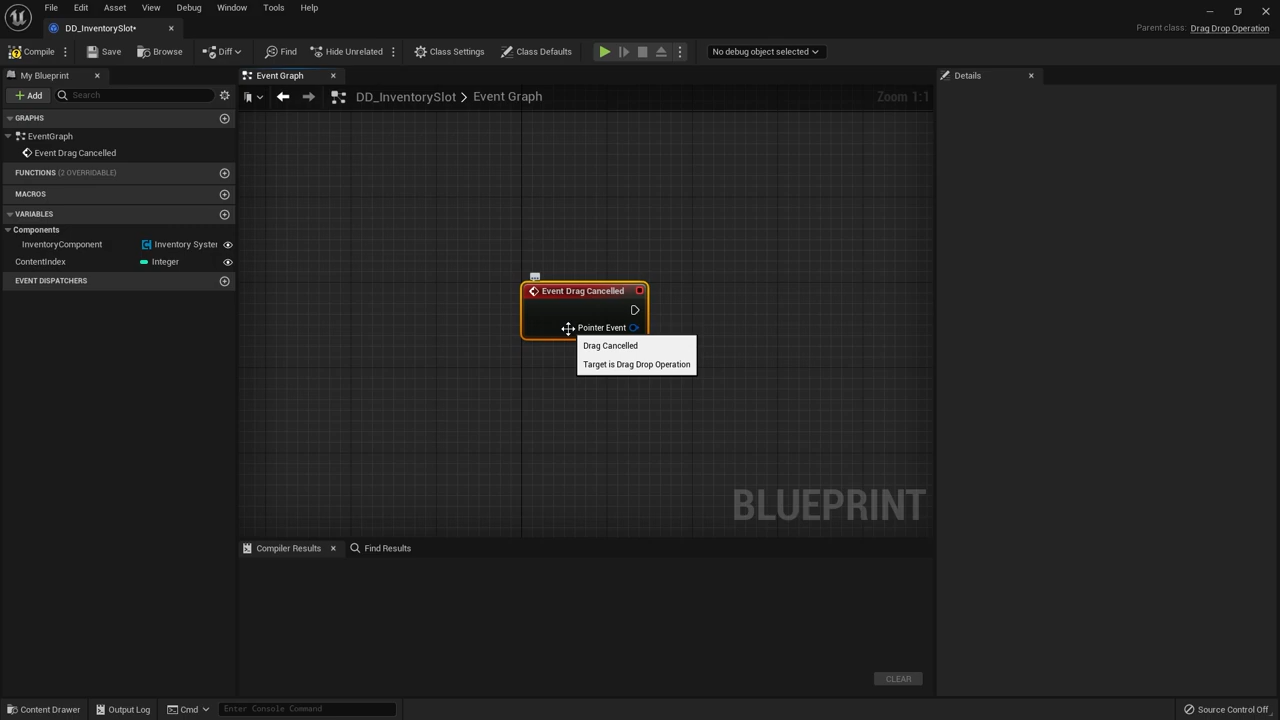 File Edit Asset View Debug Window Tools Help
DD_InventorySlot*
Parent class: Drag Drop Operation
Compile Save Browse Diff Find Hide Unrelated Class Settings Class Defaults No debug object selected
My Blueprint Event Graph Details
Add Search DD_InventorySlot > Event Graph Zoom 1:1
GRAPHS
EventGraph
Event Drag Cancelled
FUNCTIONS (2 OVERRIDABLE)
MACROS
VARIABLES
Components
InventoryComponent Inventory Syster
ContentIndex Integer
EVENT DISPATCHERS
Event Drag Cancelled
Pointer Event
Drag Cancelled
Target is Drag Drop Operation
BLUEPRINT
Compiler Results Find Results
CLEAR
Content Drawer Output Log Cmd Enter Console Command Source Control Off